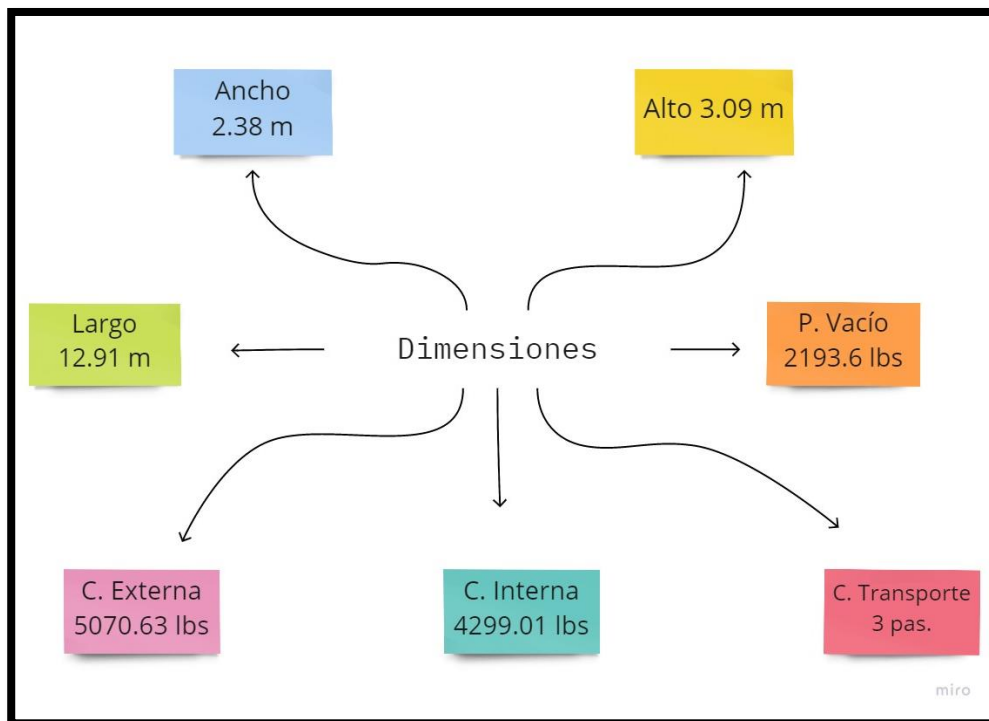 Ancho
2.38 m
Alto 3.09 m
Largo
12.91 m
Dimensiones
P. Vacío
2193.6 lbs
C. Externa
5070.63 lbs
C. Interna
4299.01 lbs
C. Transporte
3 pas.
miro